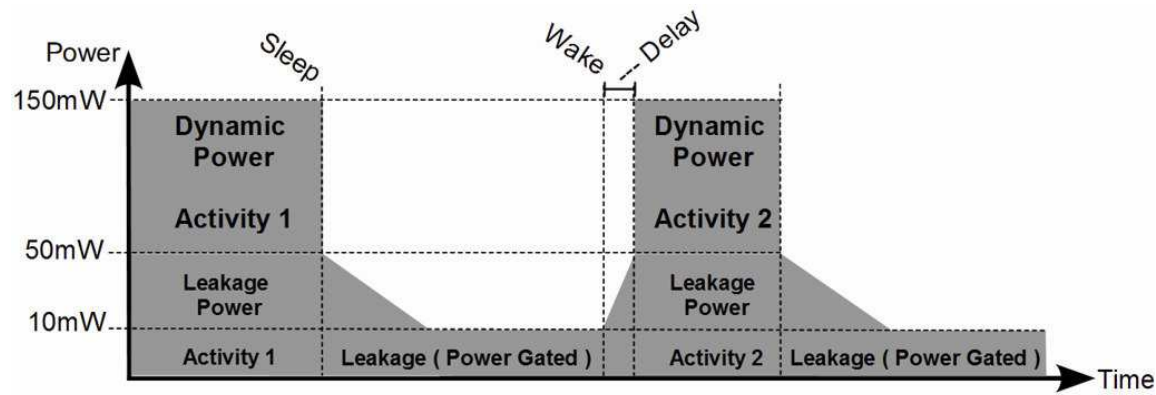 Power
Sleep
Wake
---- Delay
150mW
Dynamic
Power
Activity 1
Dynamic
Power
Activity 2
50mW
Leakage
Power
Leakage
Power
10mW
Activity 1
Leakage ( Power Gated )
Activity 2
Leakage ( Power Gated )
Time